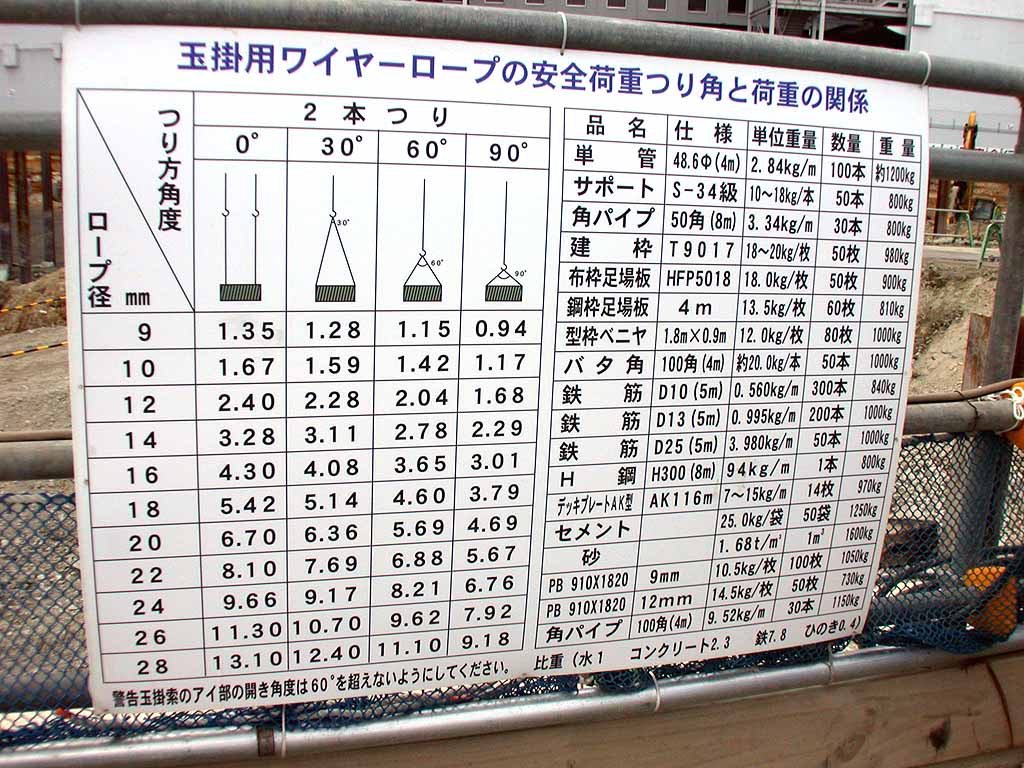 玉掛用ワイヤーロープの安全荷重つり角と荷重の関係
つり方角度 2本つり
ロープ径 mm 0° 30° 60° 90°
30° 60° 90°
9 1.35 1.28 1.15 0.94
10 1.67 1.59 1.42 1.17
12 2.40 2.28 2.04 1.68
14 3.28 3.11 2.78 2.29
16 4.30 4.08 3.65 3.01
18 5.42 5.14 4.60 3.79
20 6.70 6.36 5.69 4.69
22 8.10 7.69 6.88 5.67
24 9.66 9.17 8.21 6.76
26 11.30 10.70 9.62 7.92
28 13.10 12.40 11.10 9.18
警告玉掛索のアイ部の開き角度は60°を超えないようにしてください。
品名 仕様 単位重量 数量 重量
単管 48.6Φ(4m) 2.84kg/m 100本 約1200kg
サポート S-34級 10~18kg/本 50本 800kg
角パイプ 50角(8m) 3.34kg/m 30本 800kg
建枠 T9017 18~20kg/枚 50枚 980kg
布枠足場板 HFP5018 18.0kg/枚 50枚 900kg
鋼枠足場板 4m 13.5kg/枚 60枚 810kg
型枠ベニヤ 1.8m×0.9m 12.0kg/枚 80枚 1000kg
バタ角 100角(4m) 約20.0kg/本 50本 1000kg
鉄筋 D10(5m) 0.560kg/m 300本 840kg
鉄筋 D13(5m) 0.995kg/m 200本 1000kg
鉄筋 D25(5m) 3.980kg/m 50本 1000kg
H鋼 H300(8m) 94kg/m 1本 800kg
デッキプレートAK型 AK116m 7~15kg/m 14枚 970kg
セメント 25.0kg/袋 50袋 1250kg
砂 1.68t/m³ 1m³ 1600kg
PB 910X1820 9mm 10.5kg/枚 100枚 1050kg
PB 910X1820 12mm 14.5kg/枚 50枚 730kg
角パイプ 100角(4m) 9.52kg/m 30本 1150kg
比重(水1 コンクリート2.3 鉄7.8 ひのき0.4)